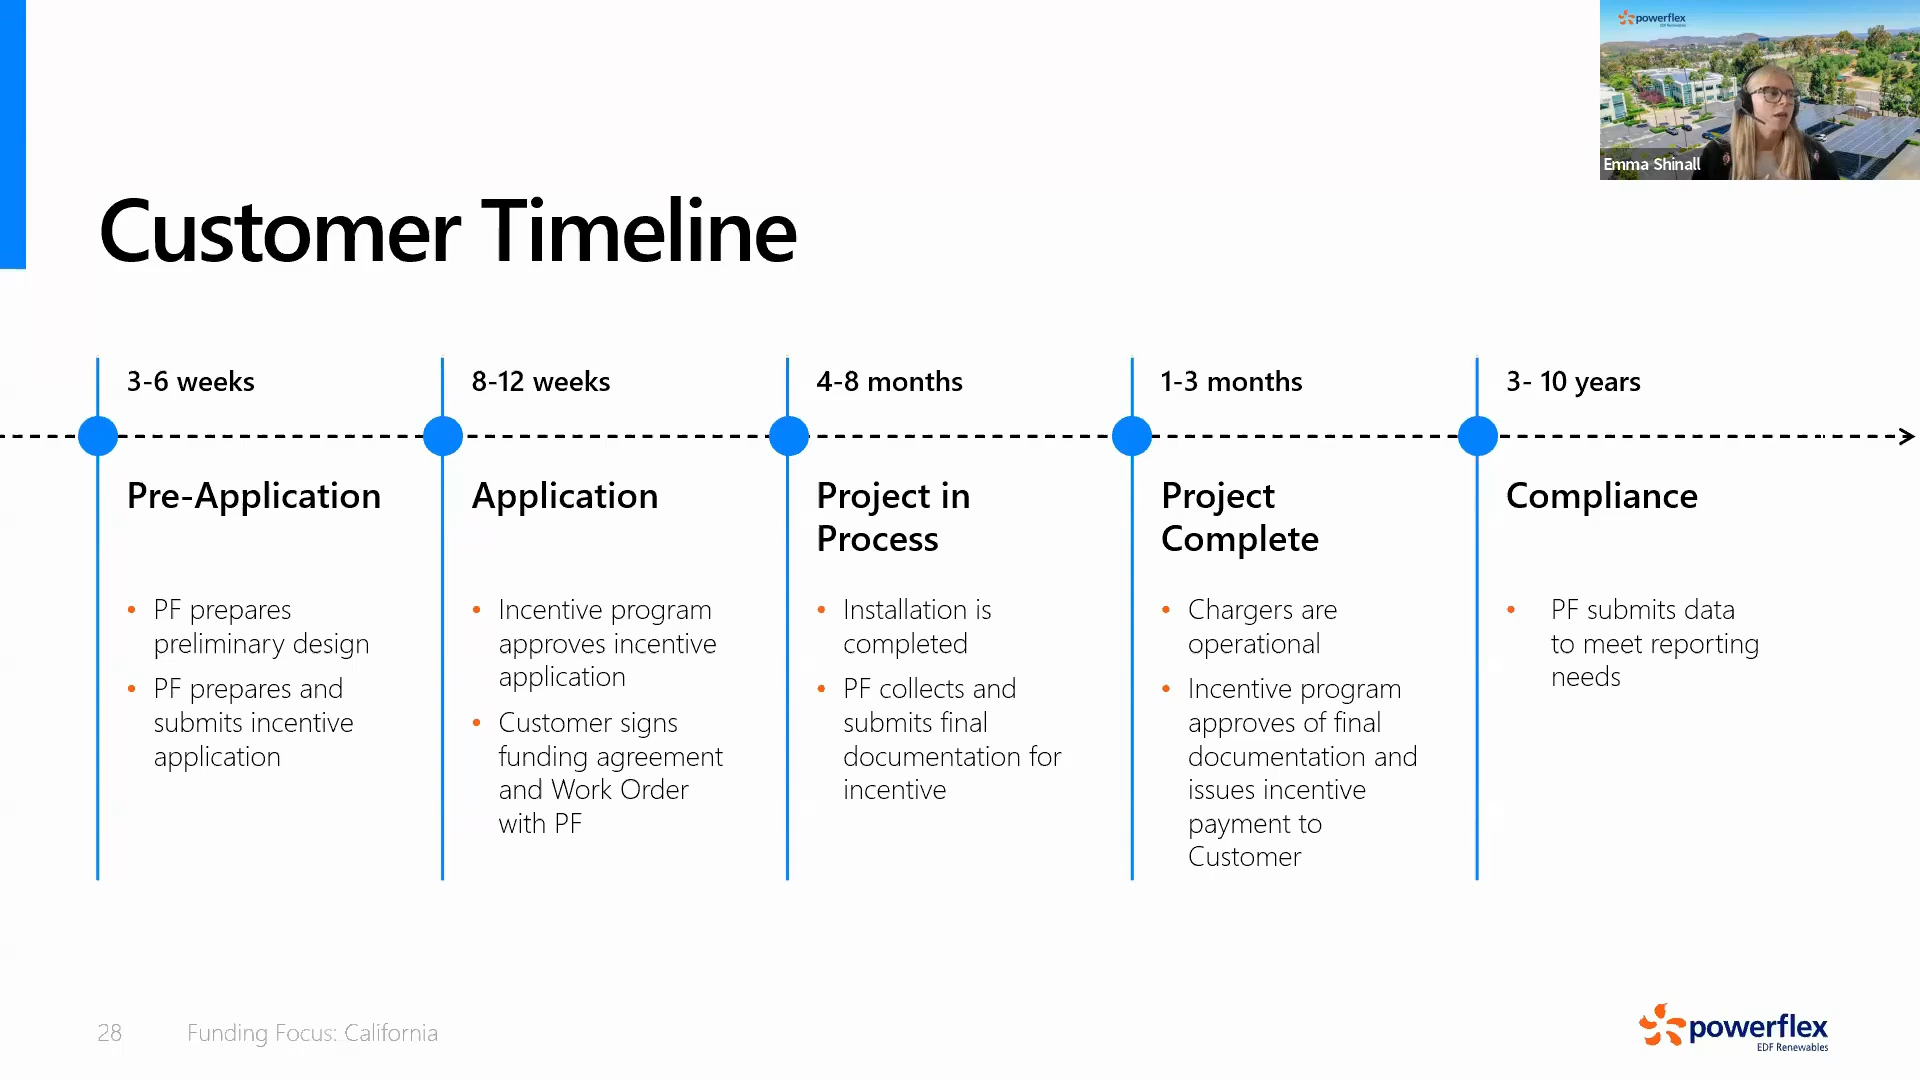 powerflex
EDF Renewables
Emma Shinall
Customer Timeline
3-6 weeks
Pre-Application
• PF prepares
preliminary design
• PF prepares and
submits incentive
application
8-12 weeks
Application
• Incentive program
approves incentive
application
• Customer signs
funding agreement
and Work Order
with PF
4-8 months
Project in
Process
• Installation is
completed
• PF collects and
submits final
documentation for
incentive
1-3 months
Project
Complete
• Chargers are
operational
• Incentive program
approves of final
documentation and
issues incentive
payment to
Customer
3- 10 years
Compliance
• PF submits data
to meet reporting
needs
28
Funding Focus: California
powerflex
EDF Renewables